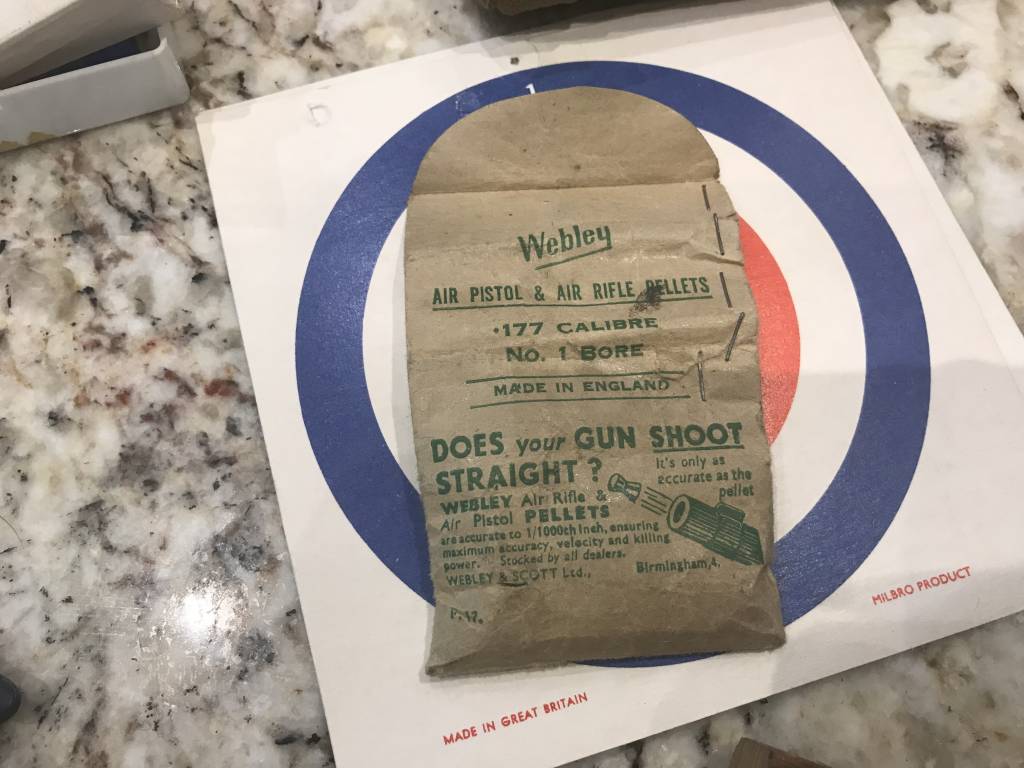 1
Webley
AIR PISTOL & AIR RIFLE PELLETS
·177 CALIBRE
No. 1 BORE
MADE IN ENGLAND
DOES your GUN SHOOT
STRAIGHT ?
It's only as
accurate as the
pellet
WEBLEY Air Rifle &
Air Pistol PELLETS
are accurate to 1/1000th inch, ensuring
maximum accuracy, velocity and killing
power. Stocked by all dealers.
WEBLEY & SCOTT Ltd., Birmingham, 4.
P.17.
MILBRO PRODUCT
MADE IN GREAT BRITAIN